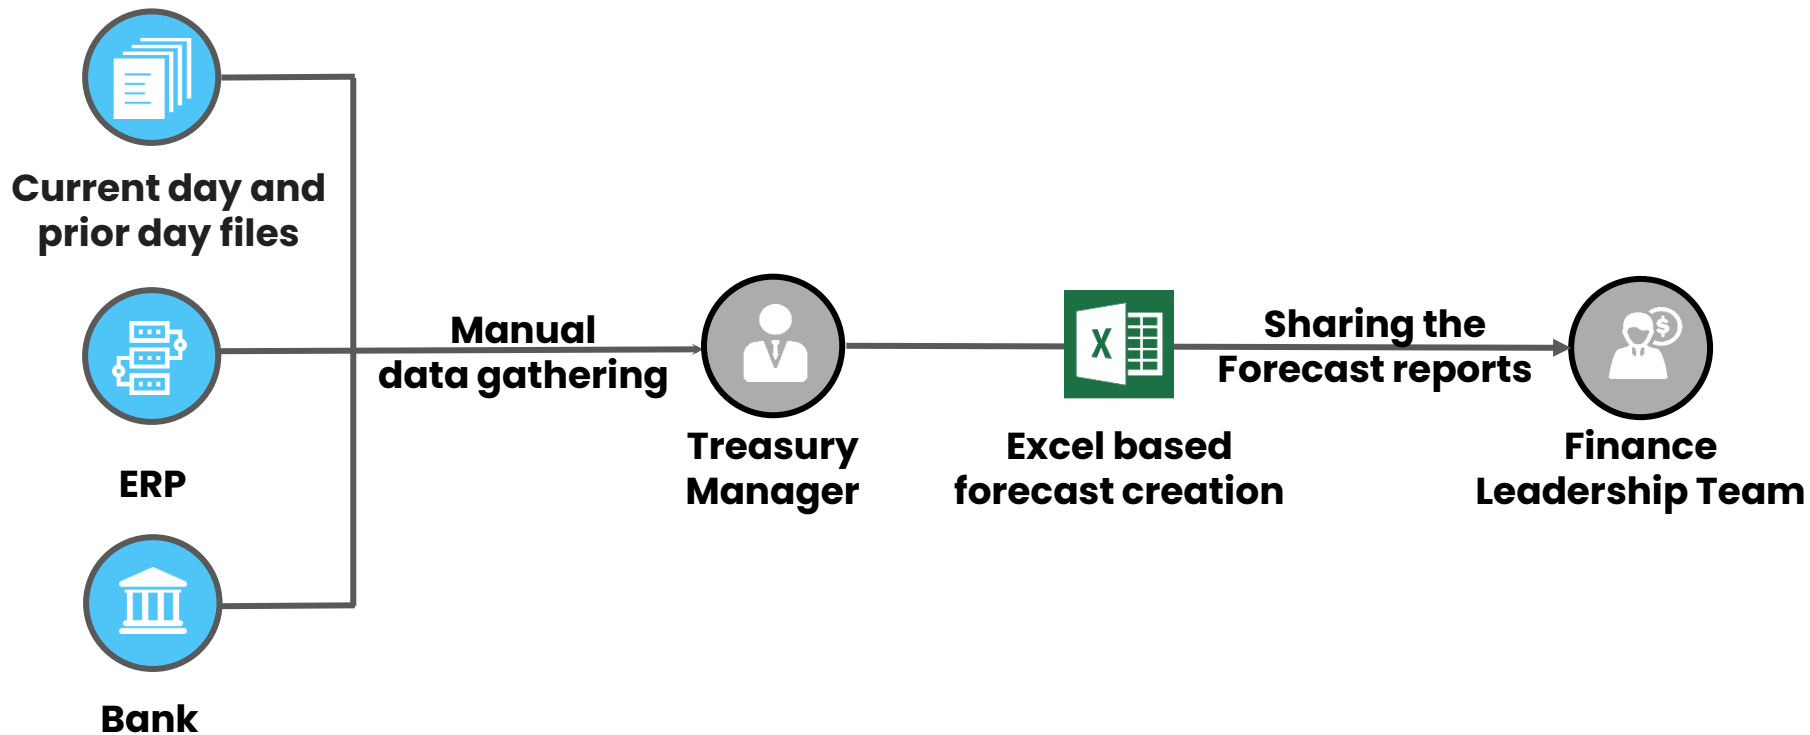 Current day and
prior day files
ERP
Bank
Manual
data gathering
Treasury
Manager
X
Excel based
forecast creation
Sharing the
Forecast reports
$
Finance
Leadership Team